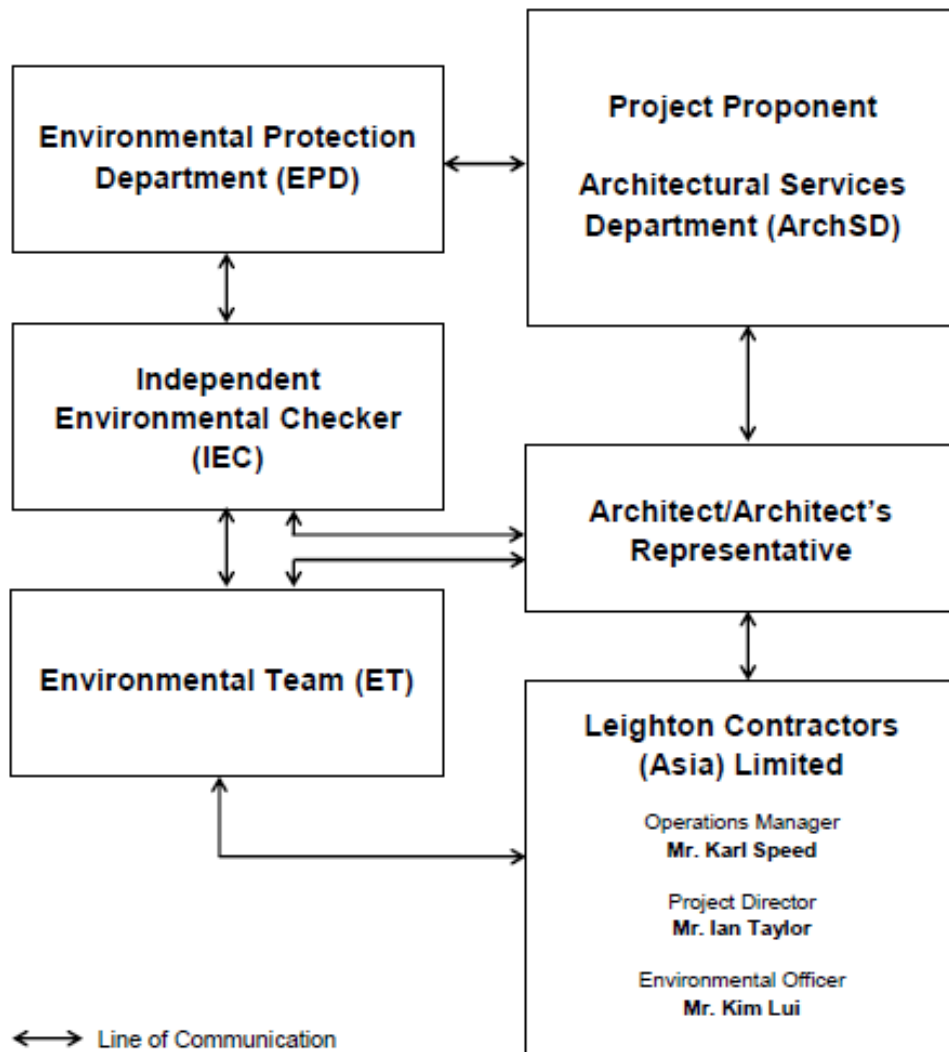 Environmental Protection
Department (EPD)
Project Proponent
Architectural Services
Department (ArchSD)
Independent
Environmental Checker
(IEC)
Architect/Architect's
Representative
Environmental Team (ET)
Leighton Contractors
(Asia) Limited
Operations Manager
Mr. Karl Speed
Project Director
Mr. Ian Taylor
Environmental Officer
Mr. Kim Lui
Line of Communication